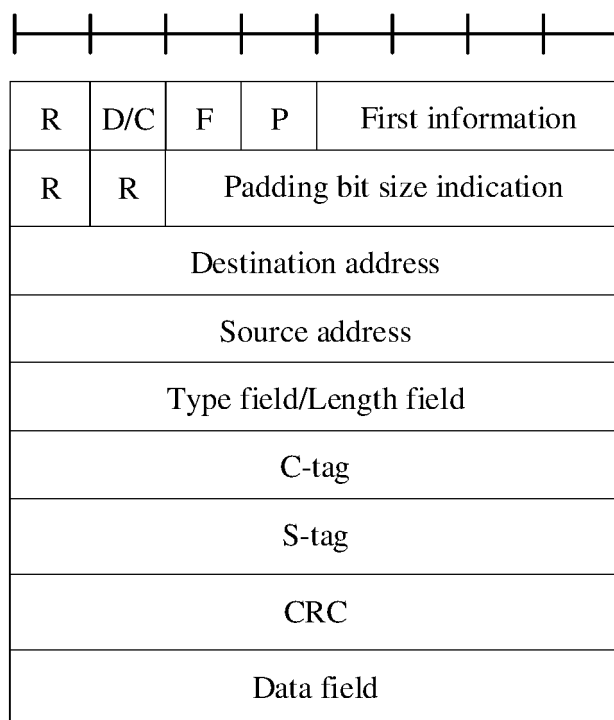 R D/C F P First information
R R Padding bit size indication
Destination address
Source address
Type field/Length field
C-tag
S-tag
CRC
Data field